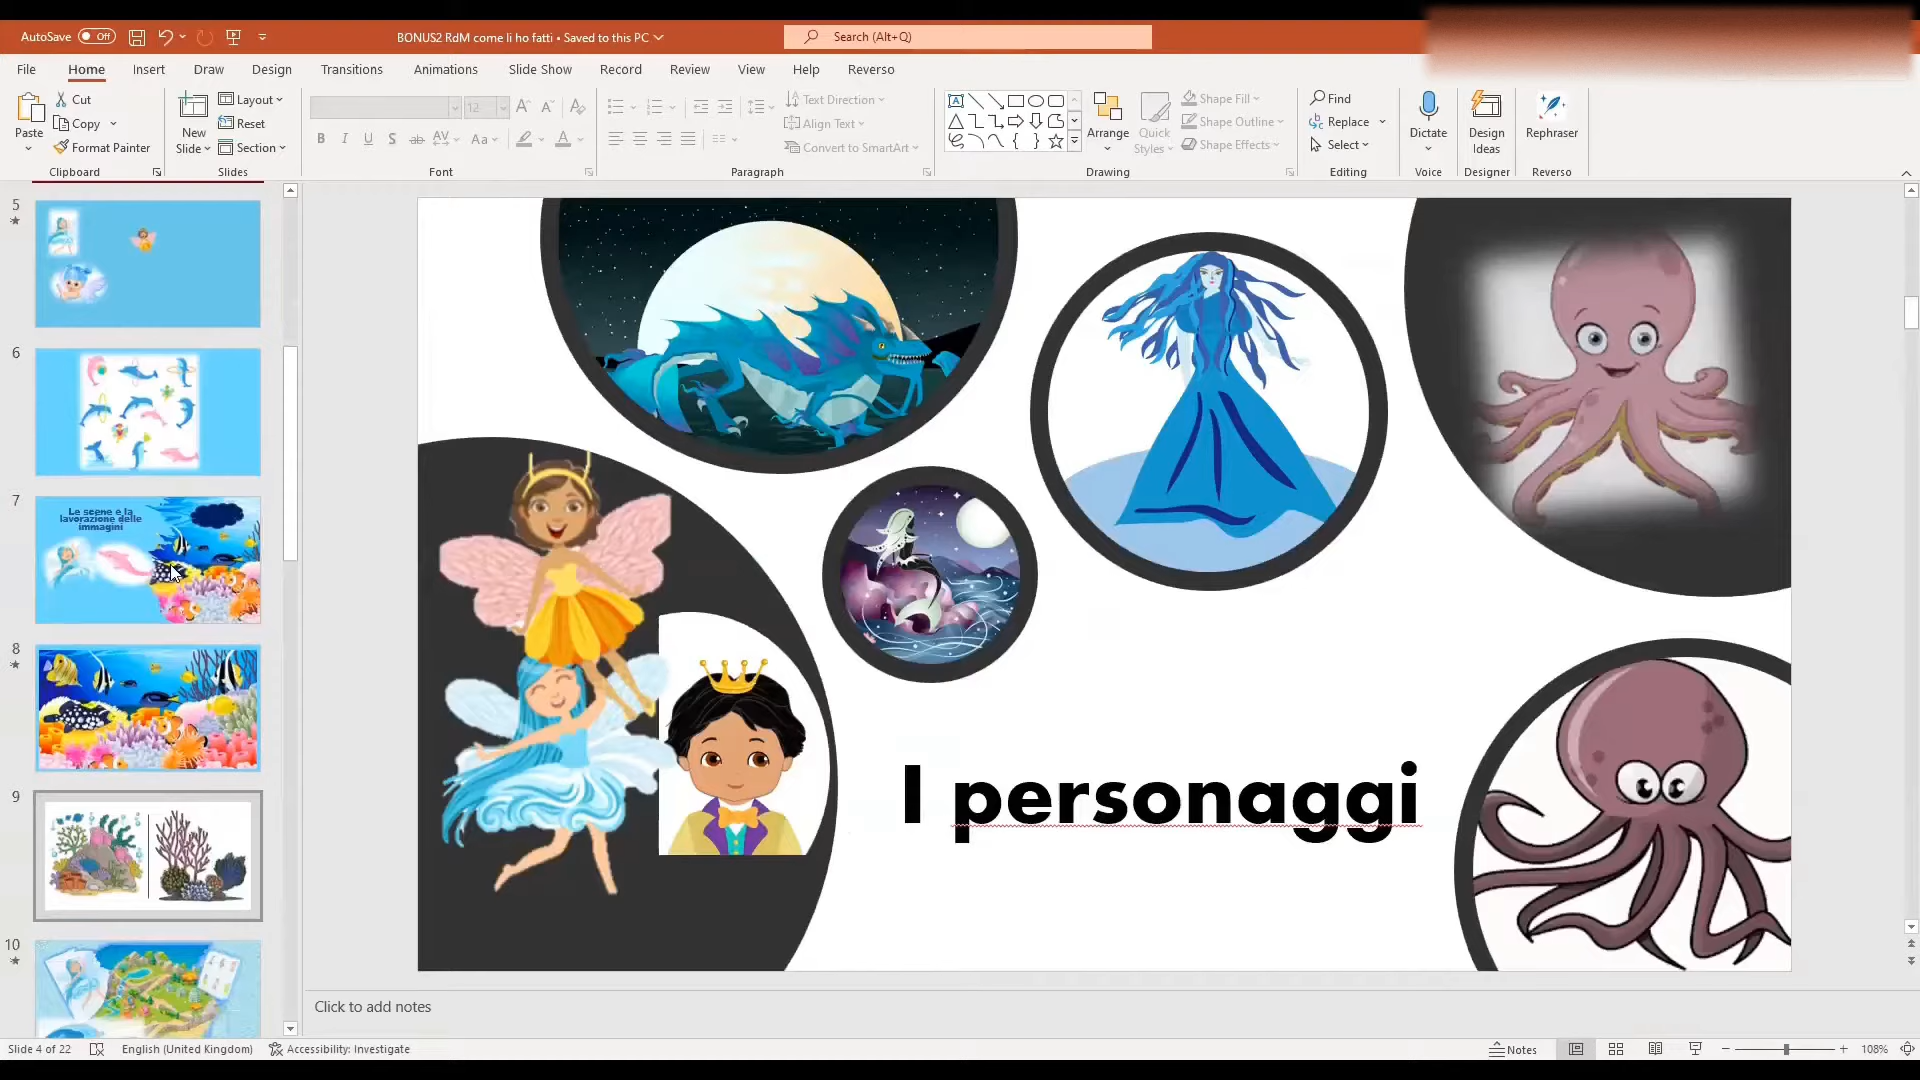 AutoSave Off BONUS2 RdM come li ho fatti • Saved to this PC Search (Alt+Q)
File Home Insert Draw Design Transitions Animations Slide Show Record Review View Help Reverso
Paste
Cut
Copy
Format Painter
Clipboard
New Slide
Layout
Reset
Section
Slides
12
Font
Text Direction
Align Text
Convert to SmartArt
Paragraph
Arrange
Quick Styles
Shape Fill
Shape Outline
Shape Effects
Drawing
Find
Replace
Select
Editing
Dictate
Voice
Design Ideas
Designer
Rephraser
Reverso
5
6
7
Le scene e la
lavorazione delle
immagini
8
9
10
I personaggi
Click to add notes
Slide 4 of 22 English (United Kingdom) Accessibility: Investigate Notes 108%